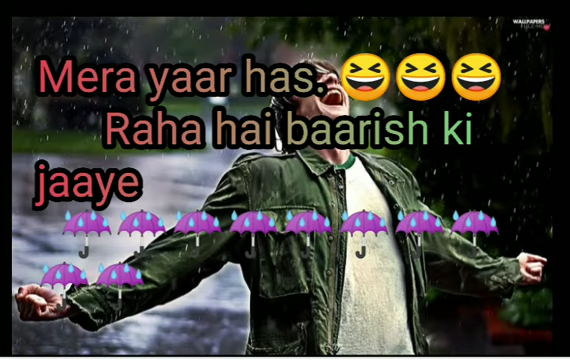 WALLPAPERS
Mera yaar has. 😆😆😆
Raha hai baarish ki
jaaye
☔☔☔☔☔☔☔☔
☔☔